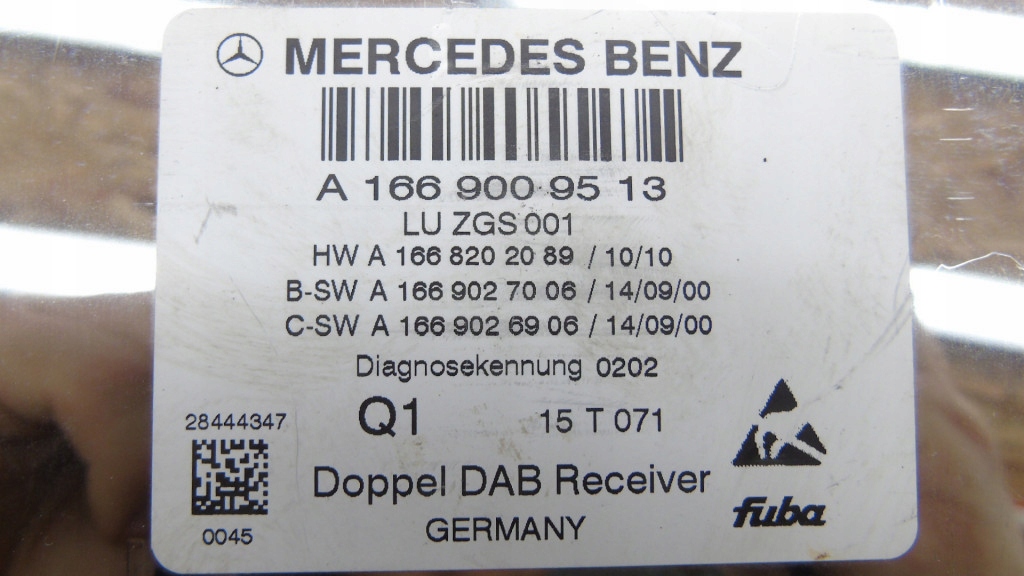 MERCEDES BENZ
A 166 900 95 13
LU ZGS 001
HW A 166 820 20 89 / 10/10
B-SW A 166 902 70 06 / 14/09/00
C-SW A 166 902 69 06 / 14/09/00
Diagnosekennung 0202
28444347
Q1 15 T 071
Doppel DAB Receiver
fuba
0045
GERMANY